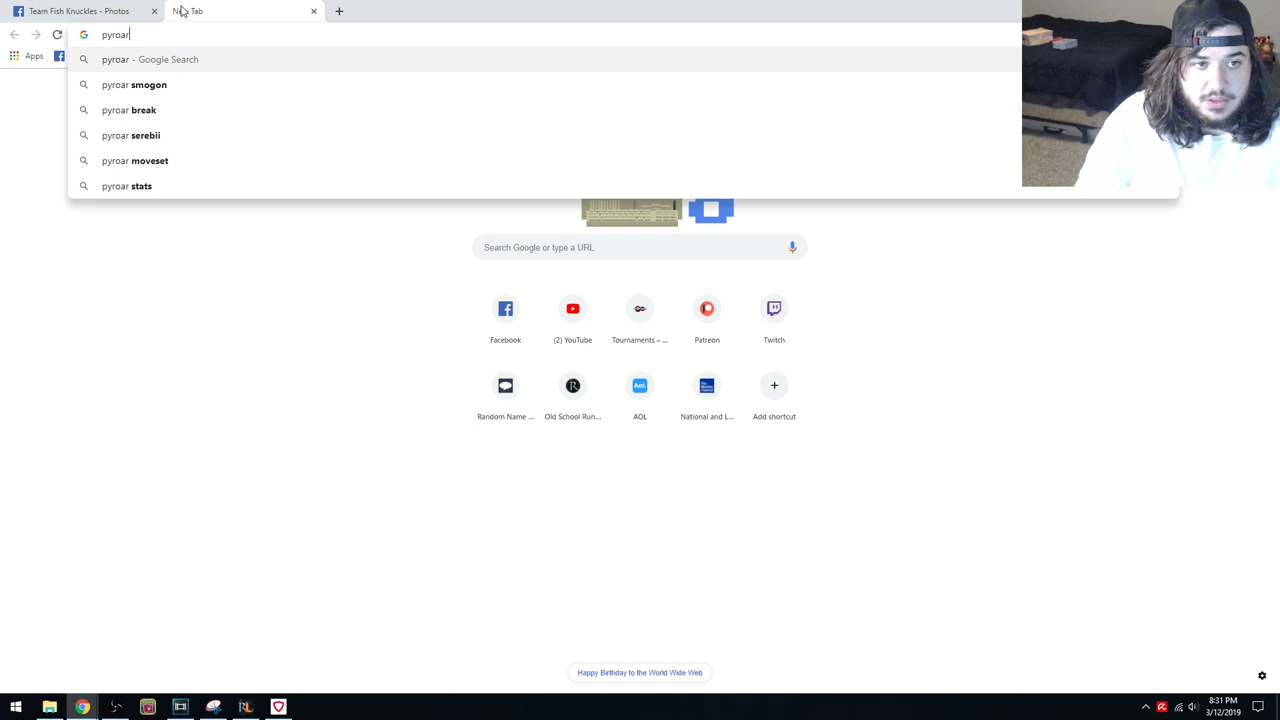 Team Fish Knuckles - Photos
New Tab
pyroar
Apps
pyroar - Google Search
pyroar smogon
pyroar break
pyroar serebii
pyroar moveset
pyroar stats
Search Google or type a URL
Facebook
(2) YouTube
Tournaments – ...
Patreon
Twitch
Random Name ...
Old School Run...
AOL
National and L...
Add shortcut
Happy Birthday to the World Wide Web
8:31 PM
3/12/2019